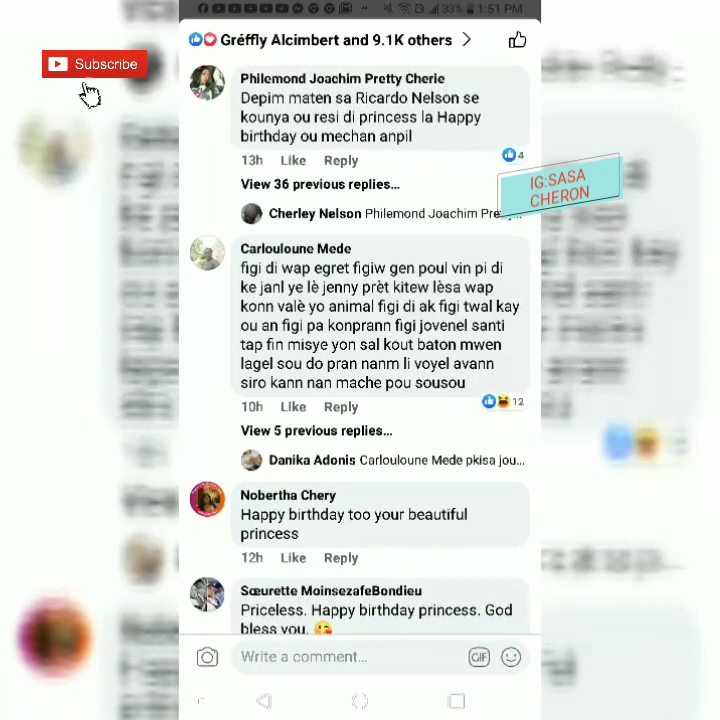 33% 1:51 PM
Gréffly Alcimbert and 9.1K others
Subscribe
Philemond Joachim Pretty Cherie
Depim maten sa Ricardo Nelson se
kounya ou resi di princess la Happy
birthday ou mechan anpil
13h Like Reply 4
IG:SASA
CHERON
View 36 previous replies...
Cherley Nelson Philemond Joachim Pre
Carlouloune Mede
figi di wap egret figiw gen poul vin pi di
ke janl ye lè jenny prèt kitew lèsa wap
konn valè yo animal figi di ak figi twal kay
ou an figi pa konprann figi jovenel santi
tap fin misye yon sal kout baton mwen
lagel sou do pran nanm li voyel avann
siro kann nan mache pou sousou
10h Like Reply 12
View 5 previous replies...
Danika Adonis Carlouloune Mede pkisa jou...
Nobertha Chery
Happy birthday too your beautiful
princess
12h Like Reply
Sœurette MoinsezafeBondieu
Priceless. Happy birthday princess. God
bless you.
Write a comment...
GIF